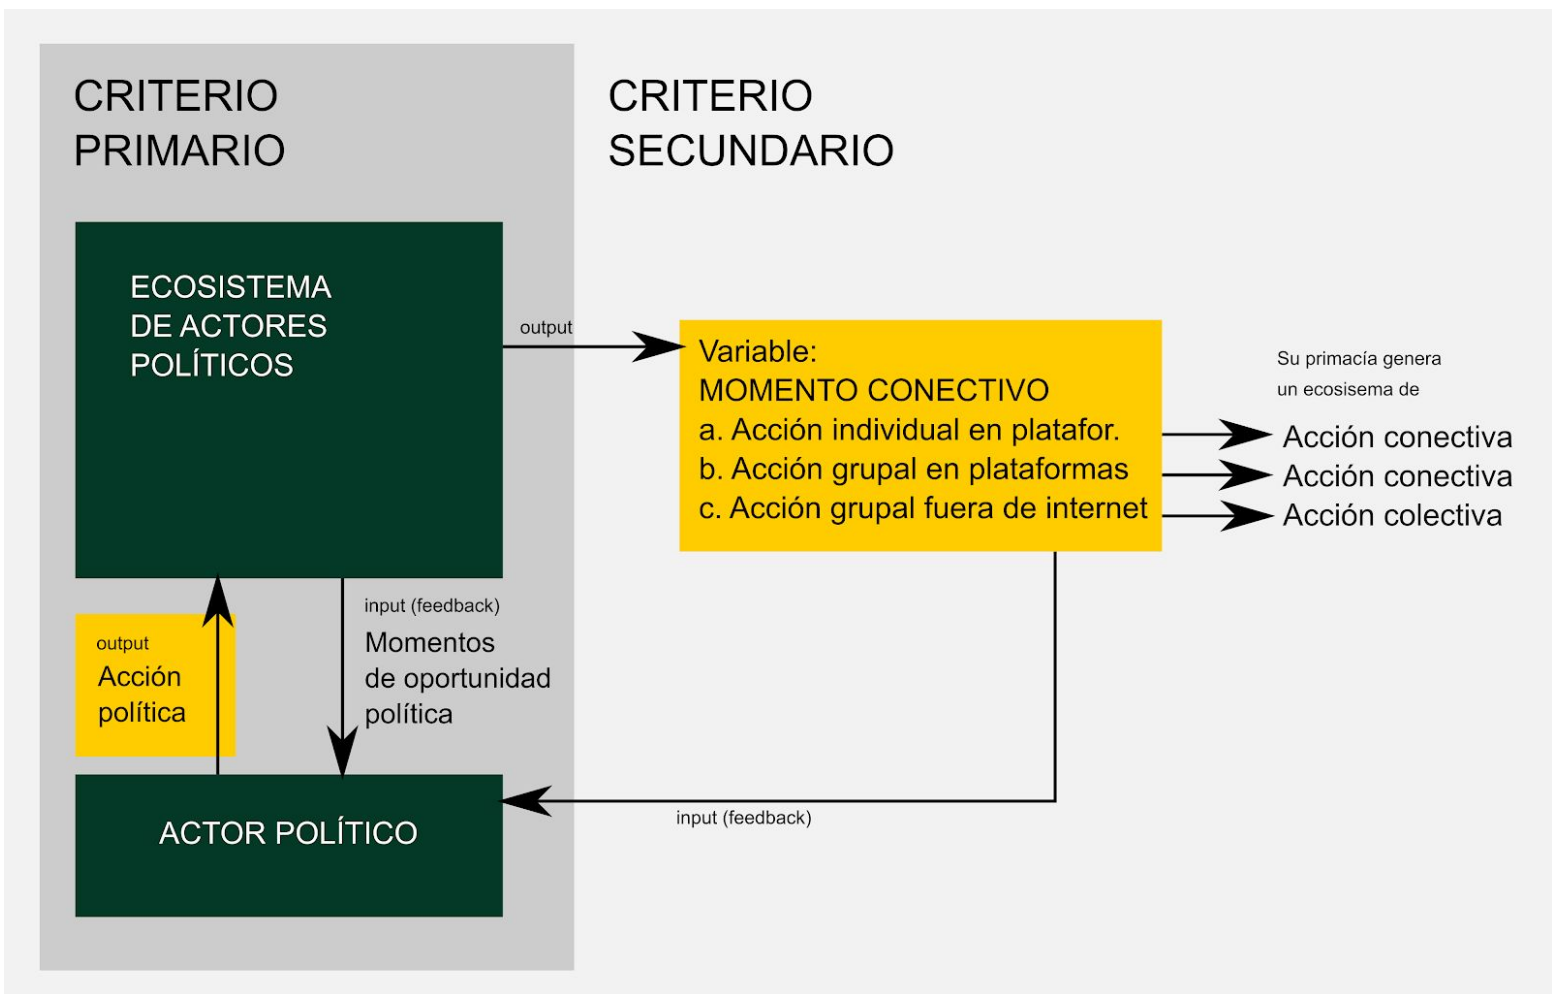 CRITERIO
PRIMARIO
ECOSISTEMA
DE ACTORES
POLÍTICOS
output
Acción
política
input (feedback)
Momentos
de oportunidad
política
ACTOR POLÍTICO
CRITERIO
SECUNDARIO
output
Variable:
MOMENTO CONECTIVO
a. Acción individual en platafor.
b. Acción grupal en plataformas
c. Acción grupal fuera de internet
input (feedback)
Su primacía genera
un ecosisema de
Acción conectiva
Acción conectiva
Acción colectiva